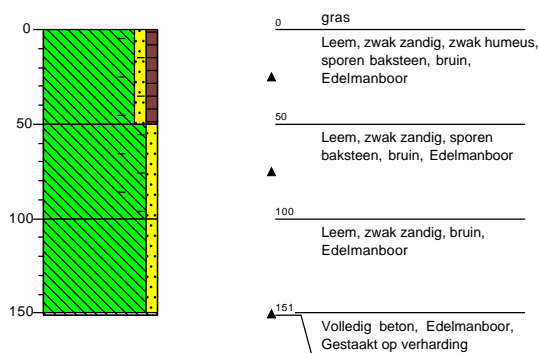 0
50
100
150
0
gras
Leem, zwak zandig, zwak humeus,
sporen baksteen, bruin,
Edelmanboor
50
Leem, zwak zandig, sporen
baksteen, bruin, Edelmanboor
100
Leem, zwak zandig, bruin,
Edelmanboor
151
Volledig beton, Edelmanboor,
Gestaakt op verharding